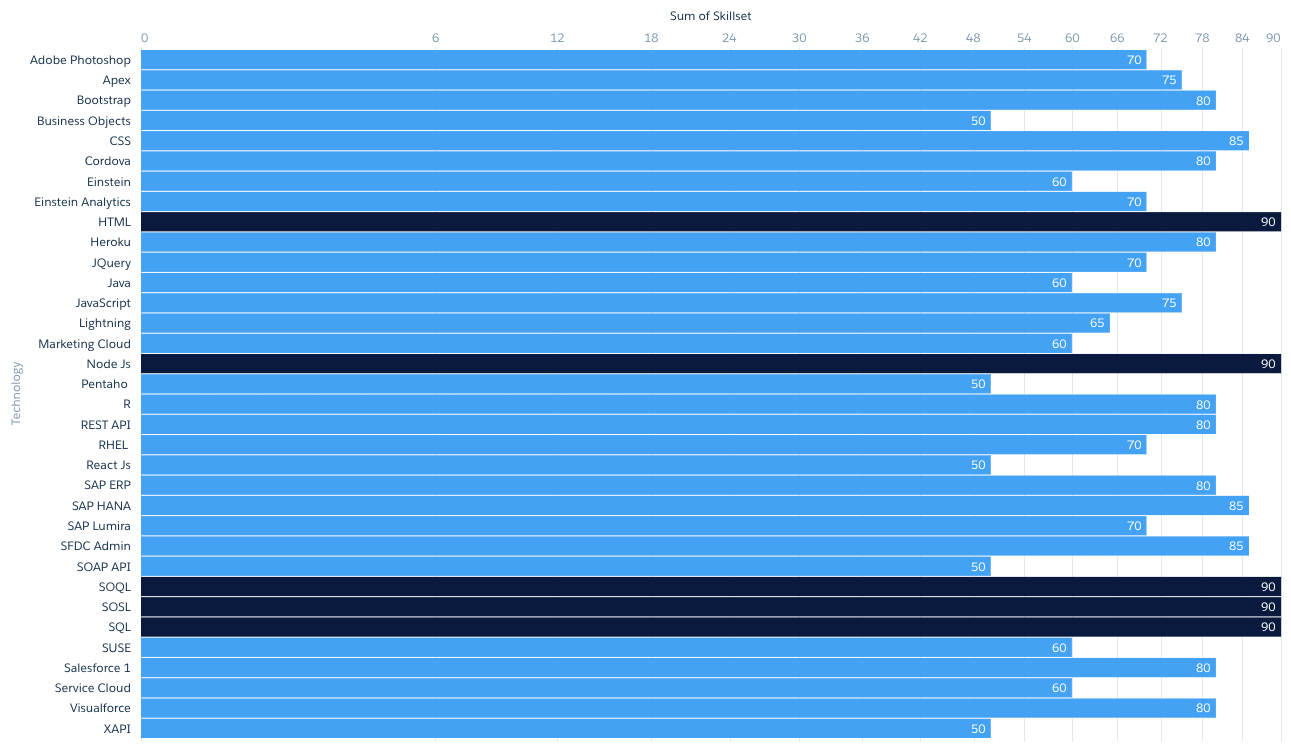 Sum of Skillset
0 6 12 18 24 30 36 42 48 54 60 66 72 78 84 90
Technology
Adobe Photoshop 70
Apex 75
Bootstrap 80
Business Objects 50
CSS 85
Cordova 80
Einstein 60
Einstein Analytics 70
HTML 90
Heroku 80
JQuery 70
Java 60
JavaScript 75
Lightning 65
Marketing Cloud 60
Node Js 90
Pentaho 50
R 80
REST API 80
RHEL 70
React Js 50
SAP ERP 80
SAP HANA 85
SAP Lumira 70
SFDC Admin 85
SOAP API 50
SOQL 90
SOSL 90
SQL 90
SUSE 60
Salesforce 1 80
Service Cloud 60
Visualforce 80
XAPI 50